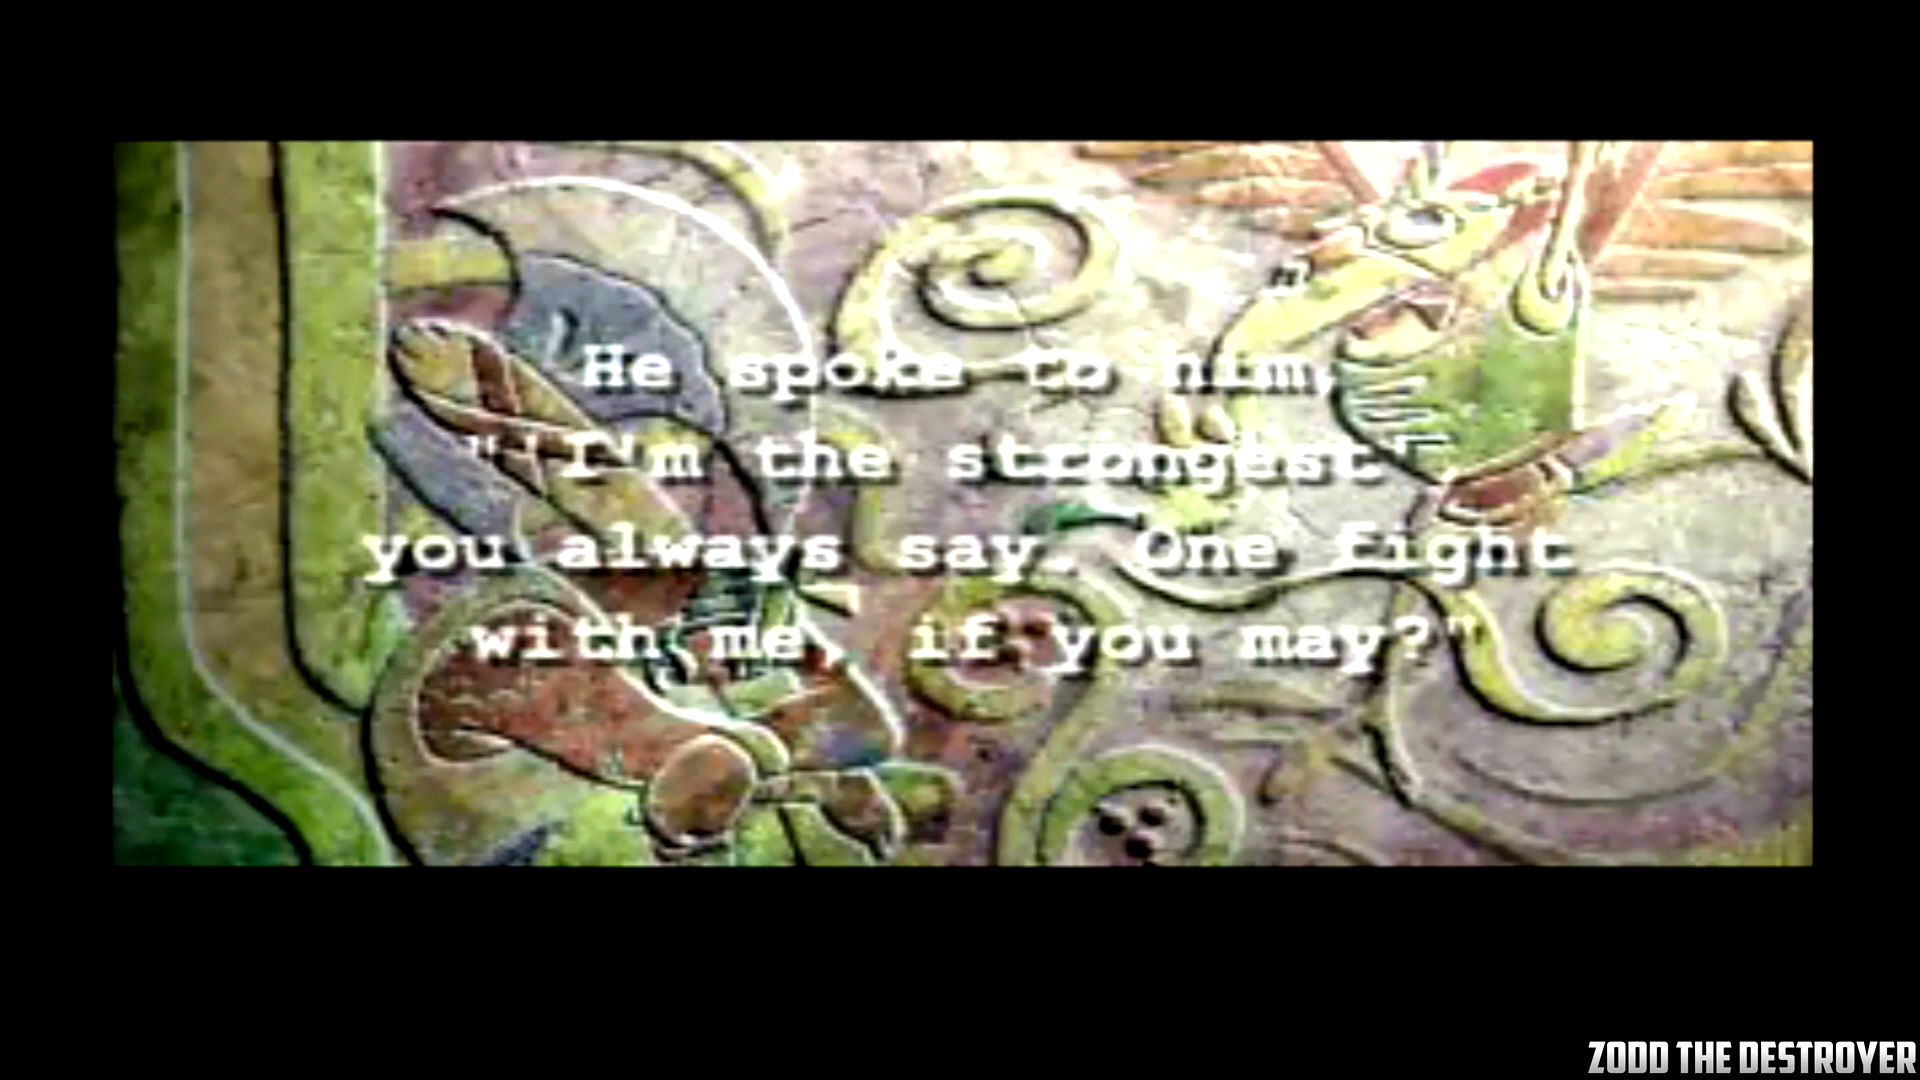 He spoke to him,
"'I'm the strongest',
you always say. One fight
with me, if you may?"
ZODD THE DESTROYER